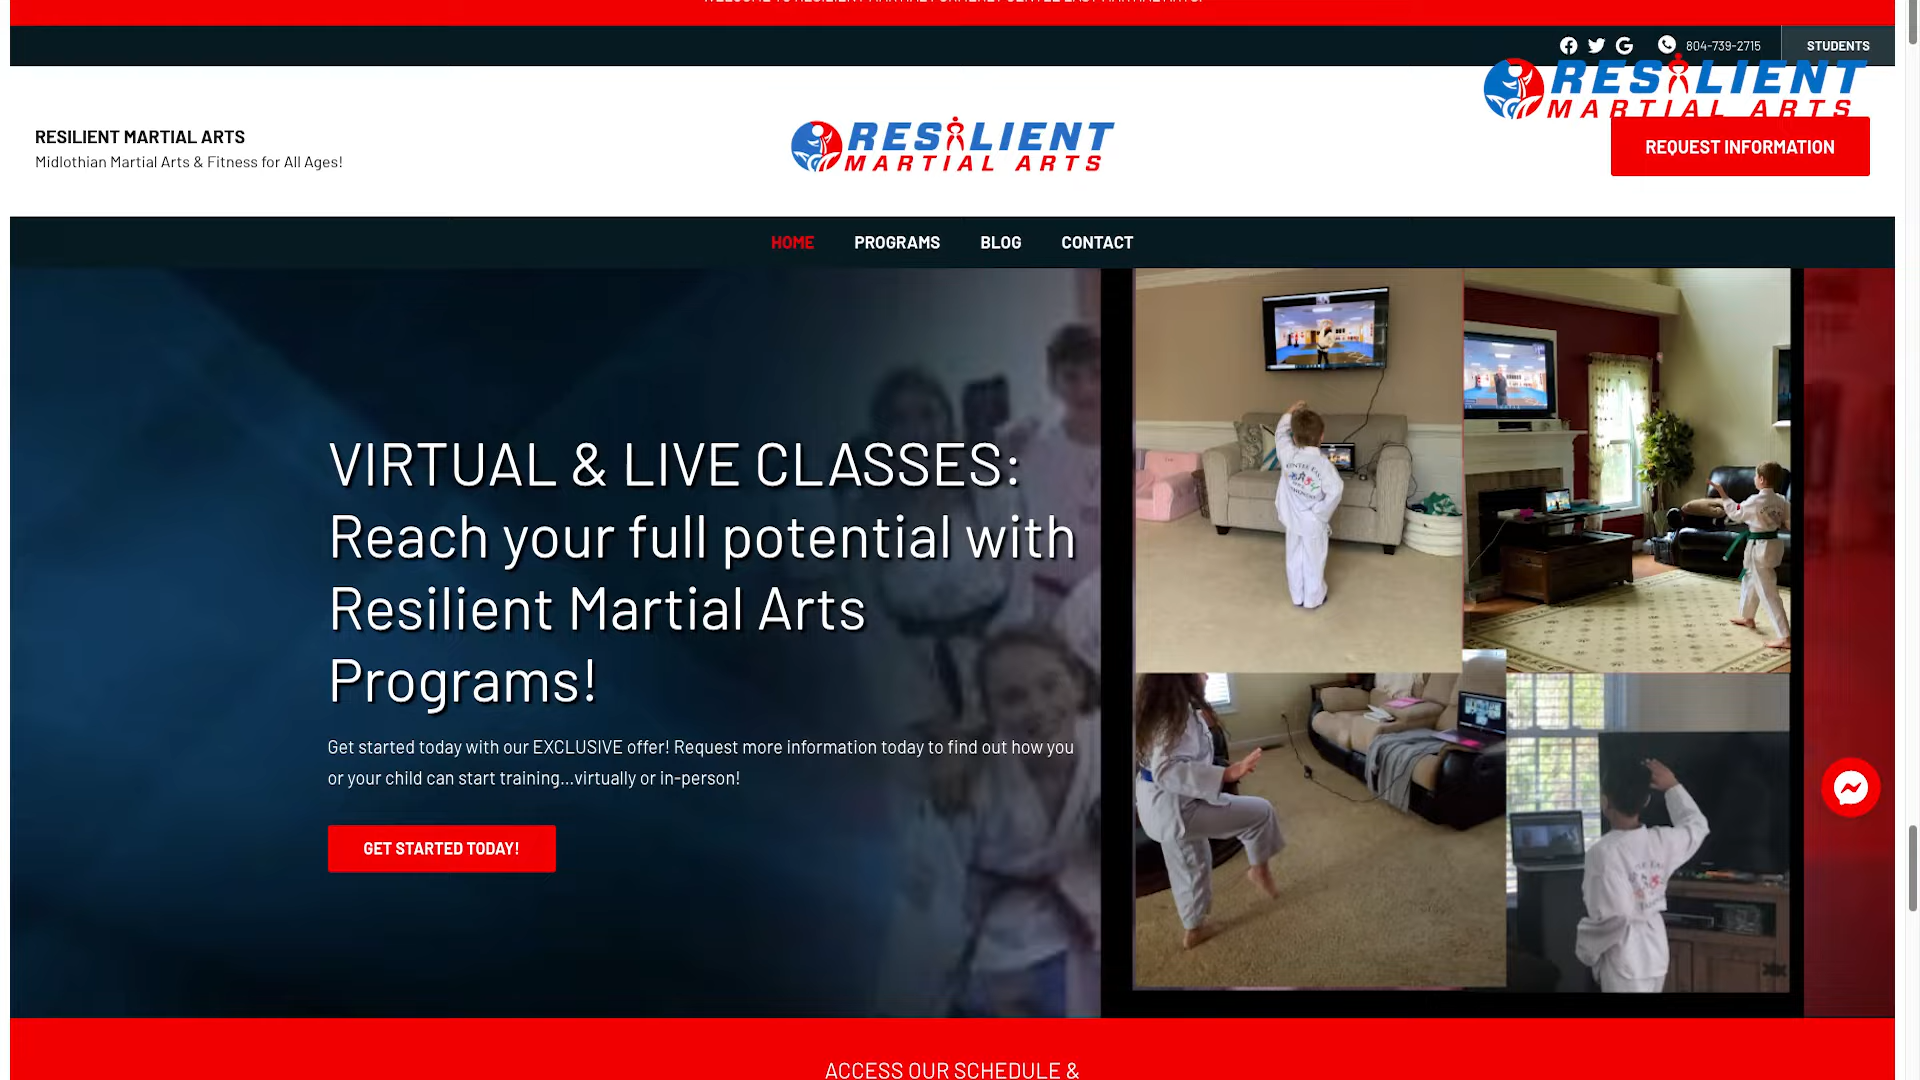 804-739-2715
STUDENTS
RESILIENT
MARTIAL ARTS
RESILIENT MARTIAL ARTS
Midlothian Martial Arts & Fitness for All Ages!
RESILIENT
MARTIAL ARTS
REQUEST INFORMATION
HOME
PROGRAMS
BLOG
CONTACT
VIRTUAL & LIVE CLASSES:
Reach your full potential with
Resilient Martial Arts
Programs!
Get started today with our EXCLUSIVE offer! Request more information today to find out how you
or your child can start training...virtually or in-person!
GET STARTED TODAY!
ACCESS OUR SCHEDULE &